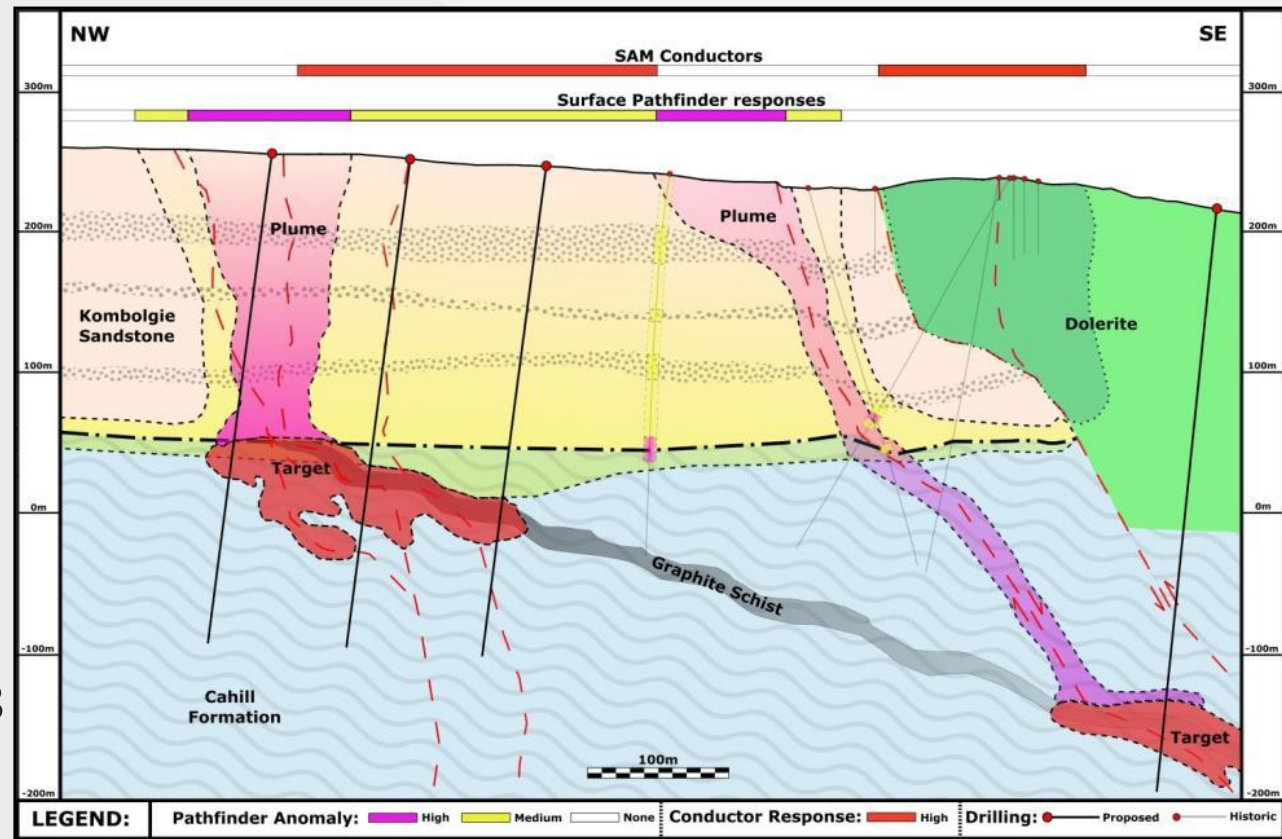 NW
SE
SAM Conductors
300m
300m
Surface Pathfinder responses
200m
200m
Plume
Plume
Kombolgie
Sandstone
Dolerite
100m
100m
Target
0m
0m
Graphite Schist
-100m
-100m
Cahill
Formation
Target
100m
-200m
-200m
LEGEND: Pathfinder Anomaly: High Medium None Conductor Response: High Drilling: Proposed Historic